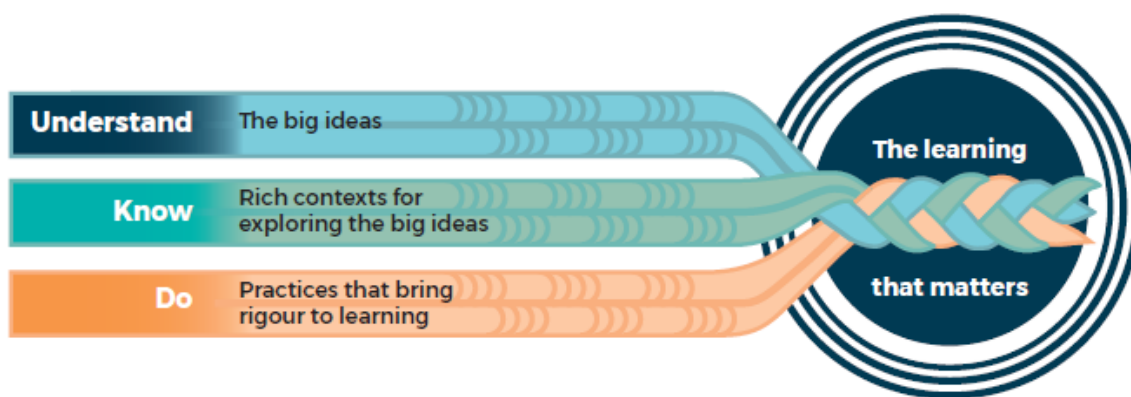 Understand
The big ideas
Know
Rich contexts for
exploring the big ideas
Do
Practices that bring
rigour to learning
The learning
that matters